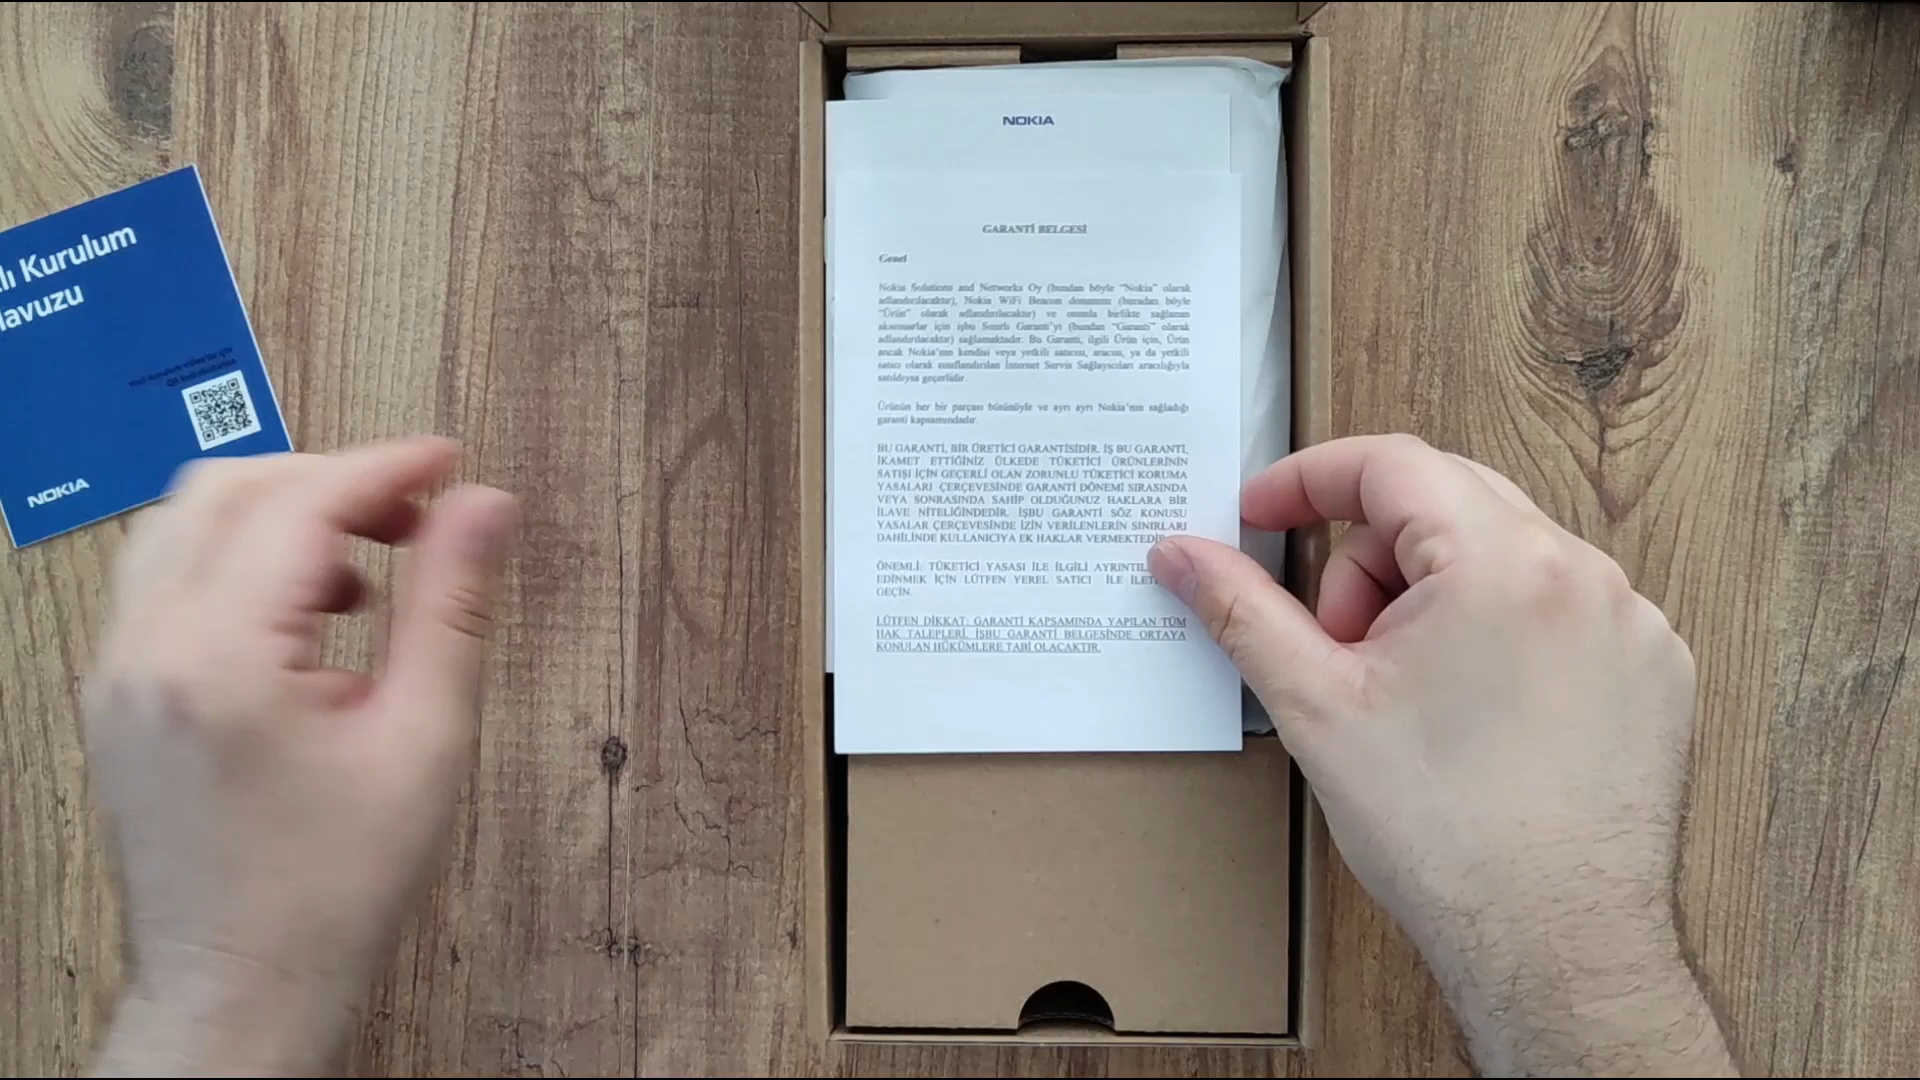 lı Kurulum
lavuzu
NOKIA
NOKIA
GARANTİ BELGESİ
Genel
Nokia Solutions and Networks Oy (bundan böyle “Nokia” olarak
adlandırılacaktır), Nokia WiFi Beacon donanımı (buradan böyle
“Ürün” olarak adlandırılacaktır) ve onunla birlikte sağlanan
aksesuarlar için işbu Sınırlı Garanti’yi (bundan “Garanti” olarak
adlandırılacaktır) sağlamaktadır. Bu Garanti, ilgili Ürün için, Ürün
ancak Nokia’nın kendisi veya yetkili satıcısı, aracısı, ya da yetkili
satıcı olarak sınıflandırılan İnternet Servis Sağlayıcıları aracılığıyla
satıldıysa geçerlidir.
Ürünün her bir parçası bütünüyle ve ayrı ayrı Nokia’nın sağladığı
garanti kapsamındadır.
BU GARANTİ, BİR ÜRETİCİ GARANTİSİDİR. İŞ BU GARANTİ,
İKAMET ETTİĞİNİZ ÜLKEDE TÜKETİCİ ÜRÜNLERİNİN
SATIŞI İÇİN GEÇERLİ OLAN ZORUNLU TÜKETİCİ KORUMA
YASALARI ÇERÇEVESİNDE GARANTİ DÖNEMİ SIRASINDA
VEYA SONRASINDA SAHİP OLDUĞUNUZ HAKLARA BİR
İLAVE NİTELİĞİNDEDİR. İŞBU GARANTİ SÖZ KONUSU
YASALAR ÇERÇEVESİNDE İZİN VERİLENLERİN SINIRLARI
DAHİLİNDE KULLANICIYA EK HAKLAR VERMEKTEDİR.
ÖNEMLİ: TÜKETİCİ YASASI İLE İLGİLİ AYRINTIL
EDİNMEK İÇİN LÜTFEN YEREL SATICI İLE İLET
GEÇİN.
LÜTFEN DİKKAT: GARANTİ KAPSAMINDA YAPILAN TÜM
HAK TALEPLERİ, İŞBU GARANTİ BELGESİNDE ORTAYA
KONULAN HÜKÜMLERE TABİ OLACAKTIR.